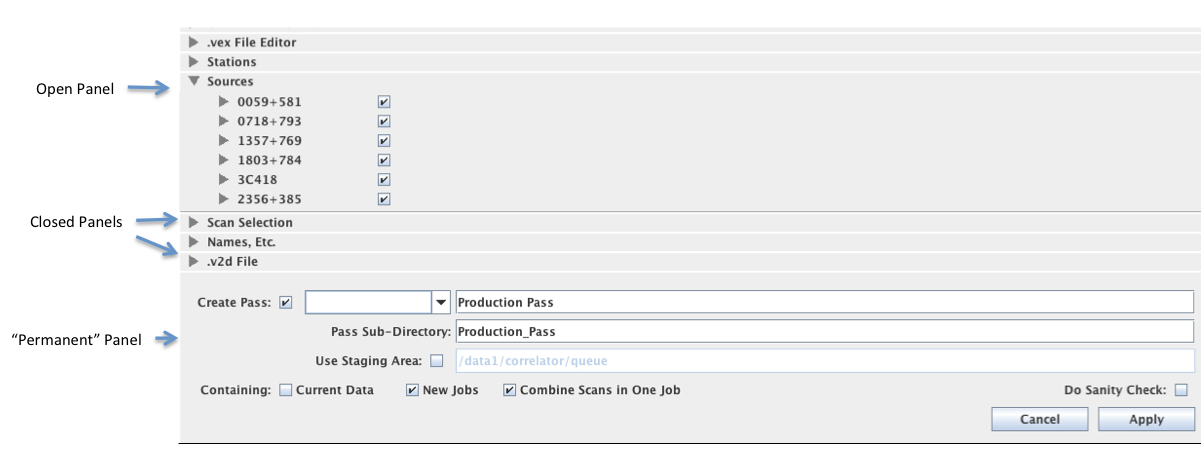 .vex File Editor
Stations
Open Panel
Sources
0059+581
0718+793
1357+769
1803+784
3C418
2356+385
Closed Panels
Scan Selection
Names, Etc.
.v2d File
Create Pass: Production Pass
Pass Sub-Directory: Production_Pass
“Permanent” Panel
Use Staging Area: /data1/correlator/queue
Containing: Current Data New Jobs Combine Scans in One Job Do Sanity Check:
Cancel Apply